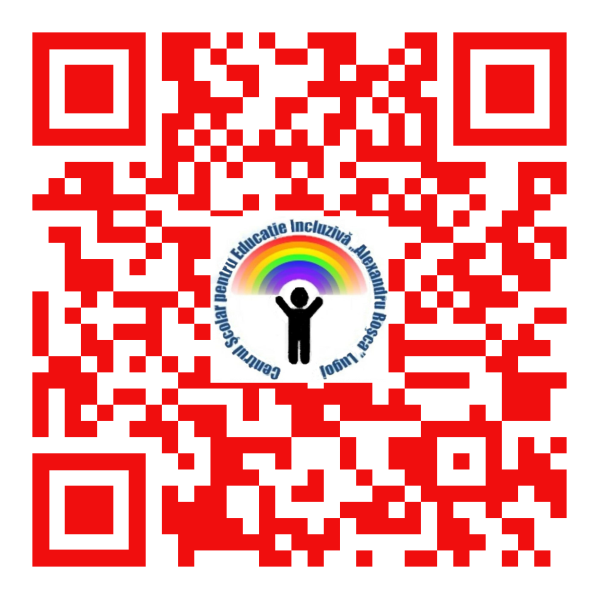 Centrul Școlar pentru Educație Incluzivă „Alexandru Roșca” Lugoj